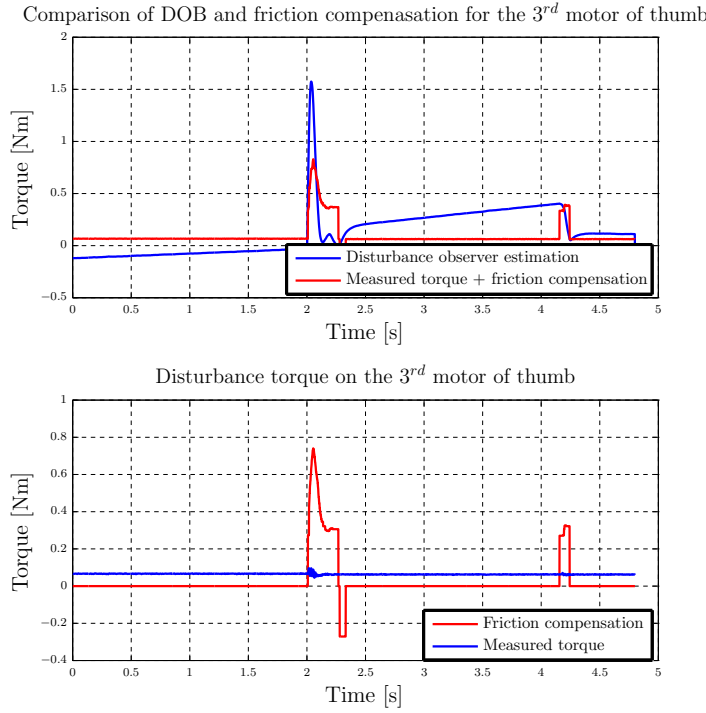 Comparison of DOB and friction compenasation for the 3rd motor of thumb
2
1.5
1
0.5
0
−0.5
Torque [Nm]
Disturbance observer estimation
Measured torque + friction compensation
0 0.5 1 1.5 2 2.5 3 3.5 4 4.5 5
Time [s]
Disturbance torque on the 3rd motor of thumb
1
0.8
0.6
0.4
0.2
0
−0.2
−0.4
Torque [Nm]
Friction compensation
Measured torque
0 0.5 1 1.5 2 2.5 3 3.5 4 4.5 5
Time [s]